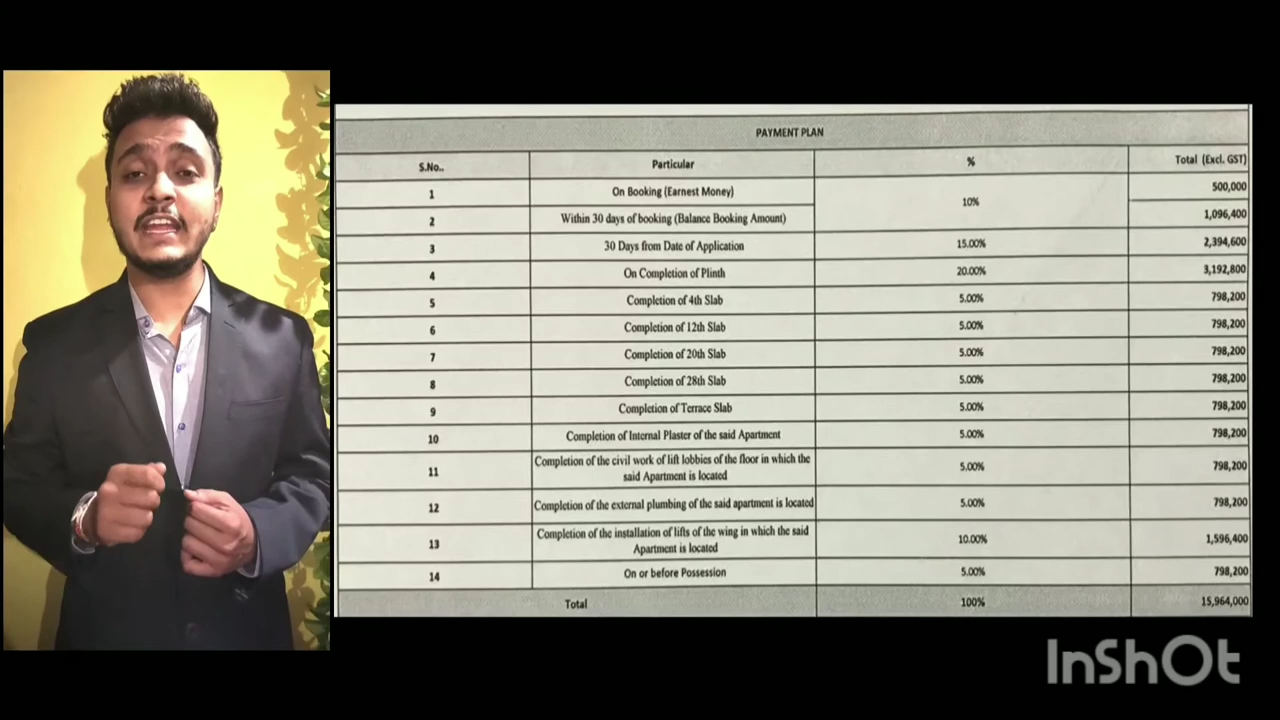 PAYMENT PLAN
S.No.. Particular % Total (Excl. GST)
1 On Booking (Earnest Money) 10% 500,000
2 Within 30 days of booking (Balance Booking Amount) 1,096,400
3 30 Days from Date of Application 15.00% 2,394,600
4 On Completion of Plinth 20.00% 3,192,800
5 Completion of 4th Slab 5.00% 798,200
6 Completion of 12th Slab 5.00% 798,200
7 Completion of 20th Slab 5.00% 798,200
8 Completion of 28th Slab 5.00% 798,200
9 Completion of Terrace Slab 5.00% 798,200
10 Completion of Internal Plaster of the said Apartment 5.00% 798,200
11 Completion of the civil work of lift lobbies of the floor in which the
said Apartment is located 5.00% 798,200
12 Completion of the external plumbing of the said apartment is located 5.00% 798,200
13 Completion of the installation of lifts of the wing in which the said
Apartment is located 10.00% 1,596,400
14 On or before Possession 5.00% 798,200
Total 100% 15,964,000
InShOt